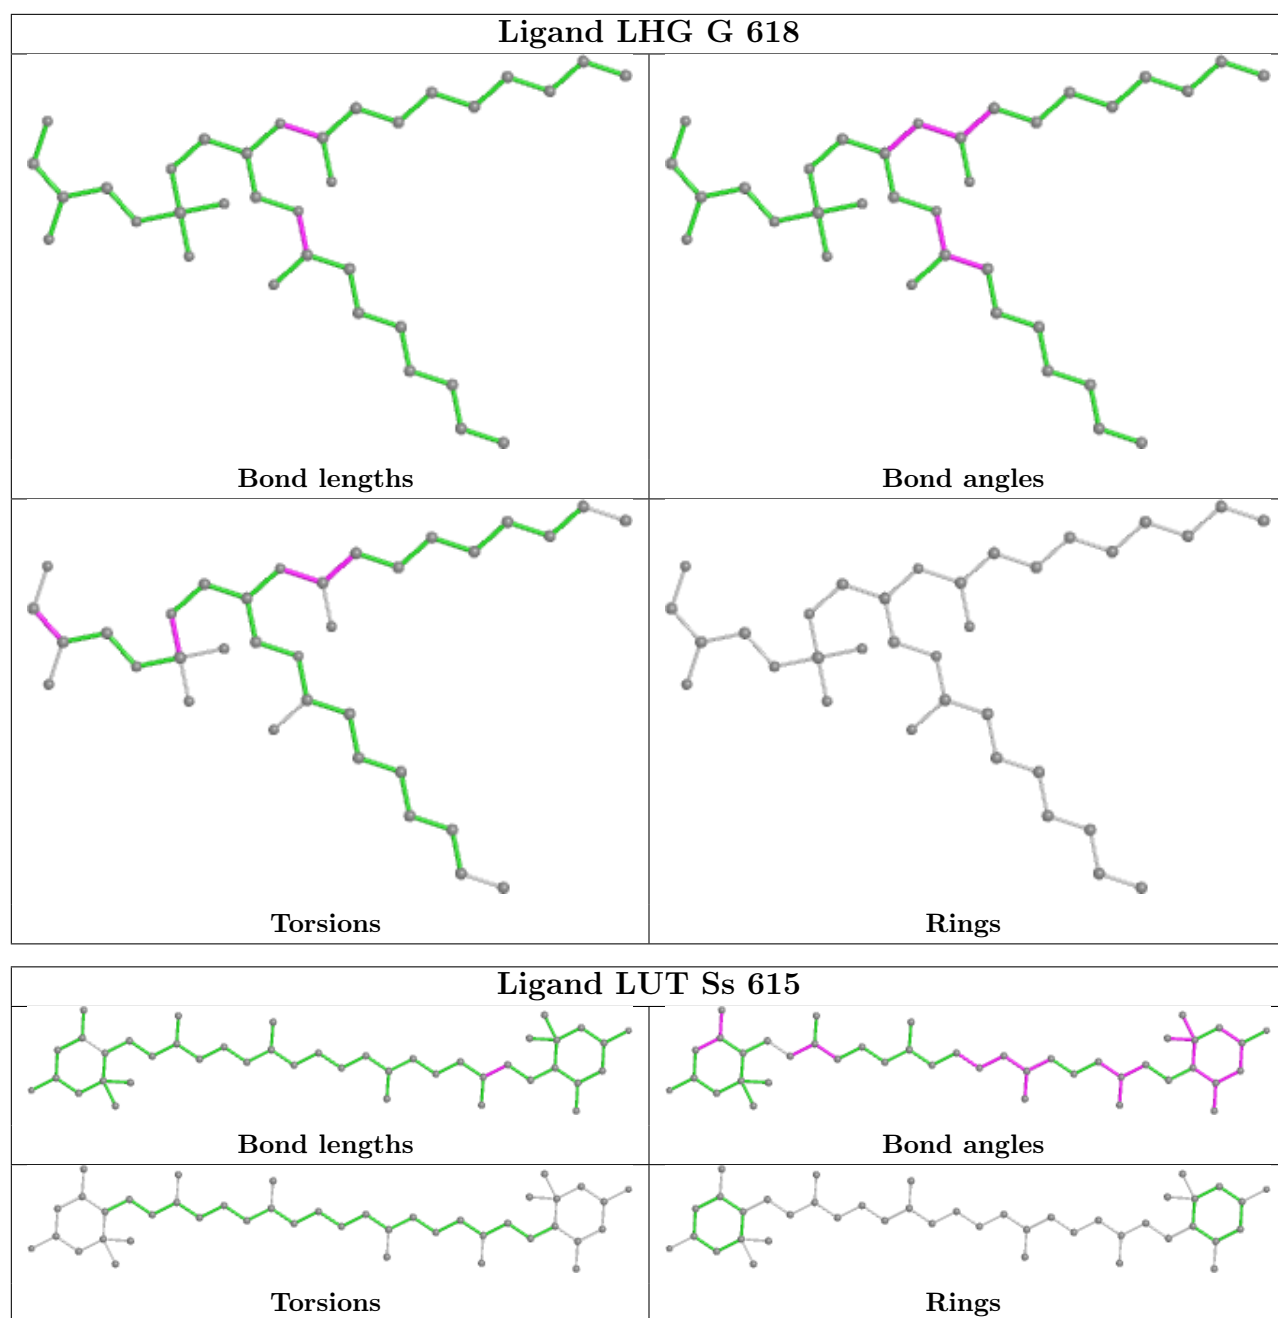 Ligand LHG G 618
Bond lengths
Bond angles
Torsions
Rings
Ligand LUT Ss 615
Bond lengths
Bond angles
Torsions
Rings